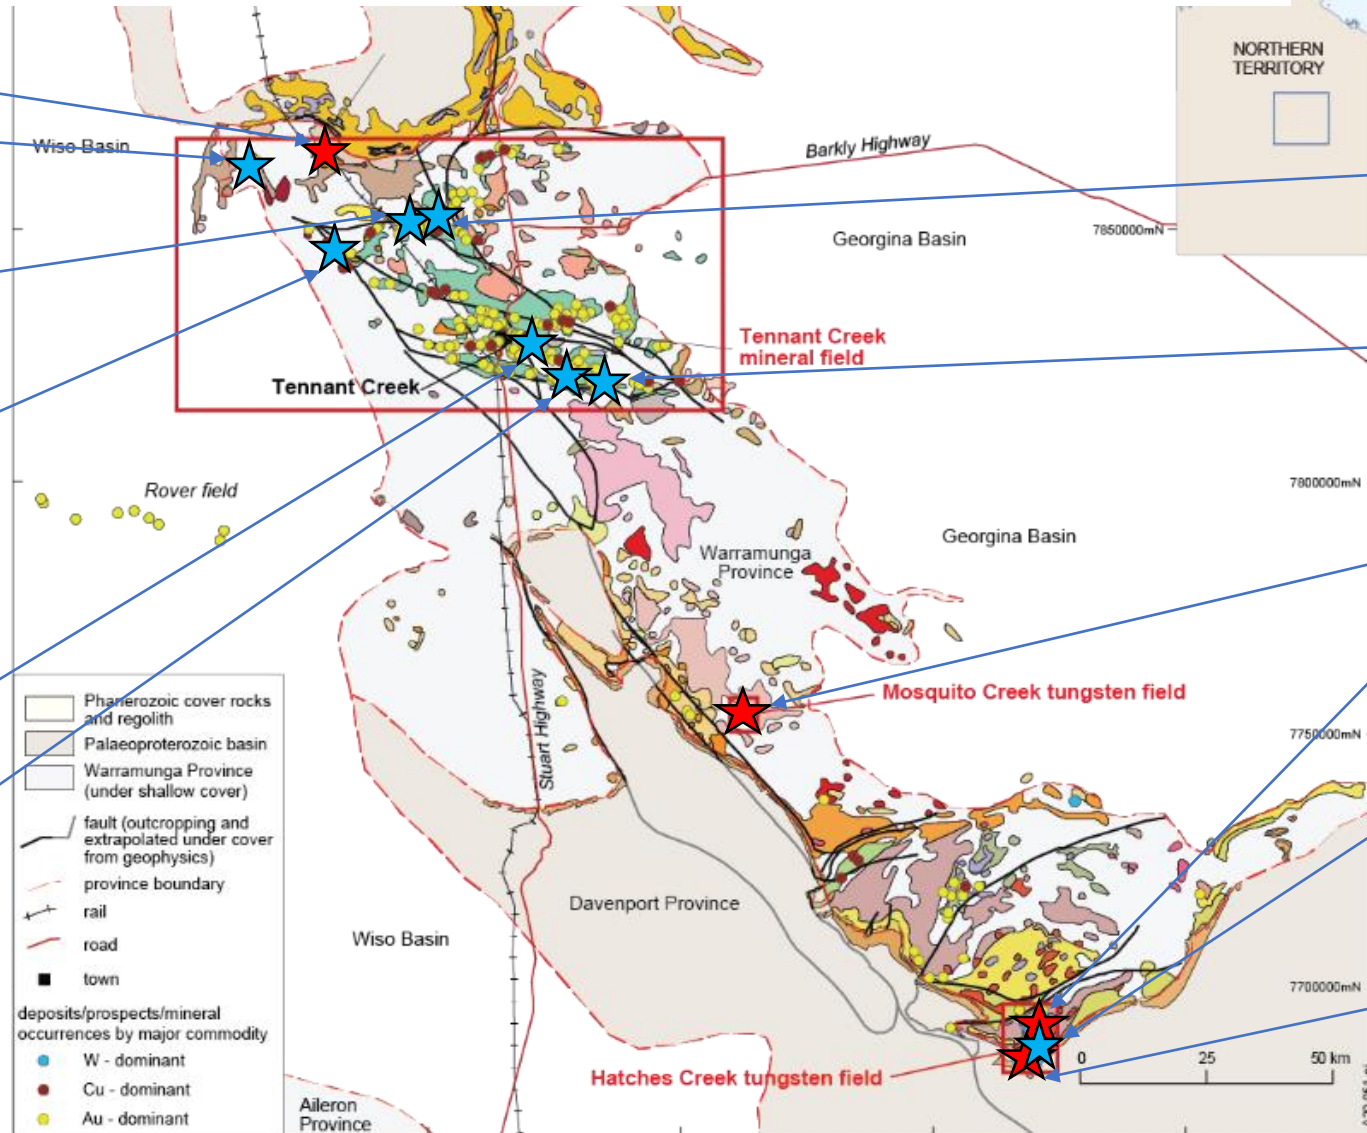 NORTHERN
TERRITORY
Wiso Basin
Barkly Highway
7850000mN
Georgina Basin
Tennant Creek
mineral field
Tennant Creek
Rover field
7800000mN
Georgina Basin
Warramunga
Province
Mosquito Creek tungsten field
Stuart Highway
7750000mN
Phanerozoic cover rocks
and regolith
Palaeoproterozoic basin
Warramunga Province
(under shallow cover)
fault (outcropping and
extrapolated under cover
from geophysics)
province boundary
rail
road
town
deposits/prospects/mineral
occurrences by major commodity
W - dominant
Cu - dominant
Au - dominant
Davenport Province
Wiso Basin
7700000mN
0 25 50 km
Hatches Creek tungsten field
Aileron
Province